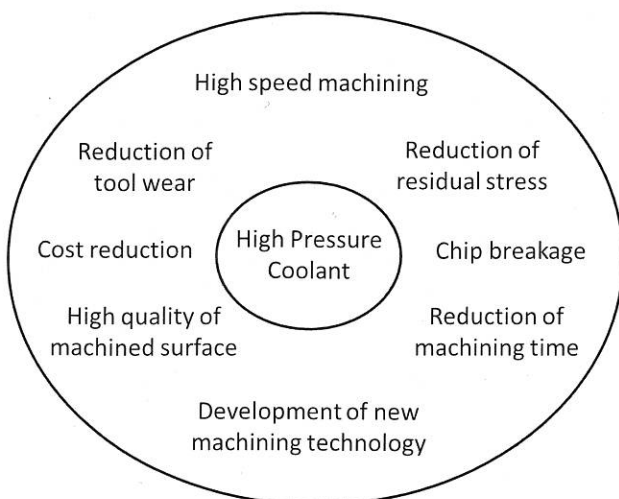 High speed machining
Reduction of
tool wear
Reduction of
residual stress
Cost reduction
High Pressure
Coolant
Chip breakage
High quality of
machined surface
Reduction of
machining time
Development of new
machining technology